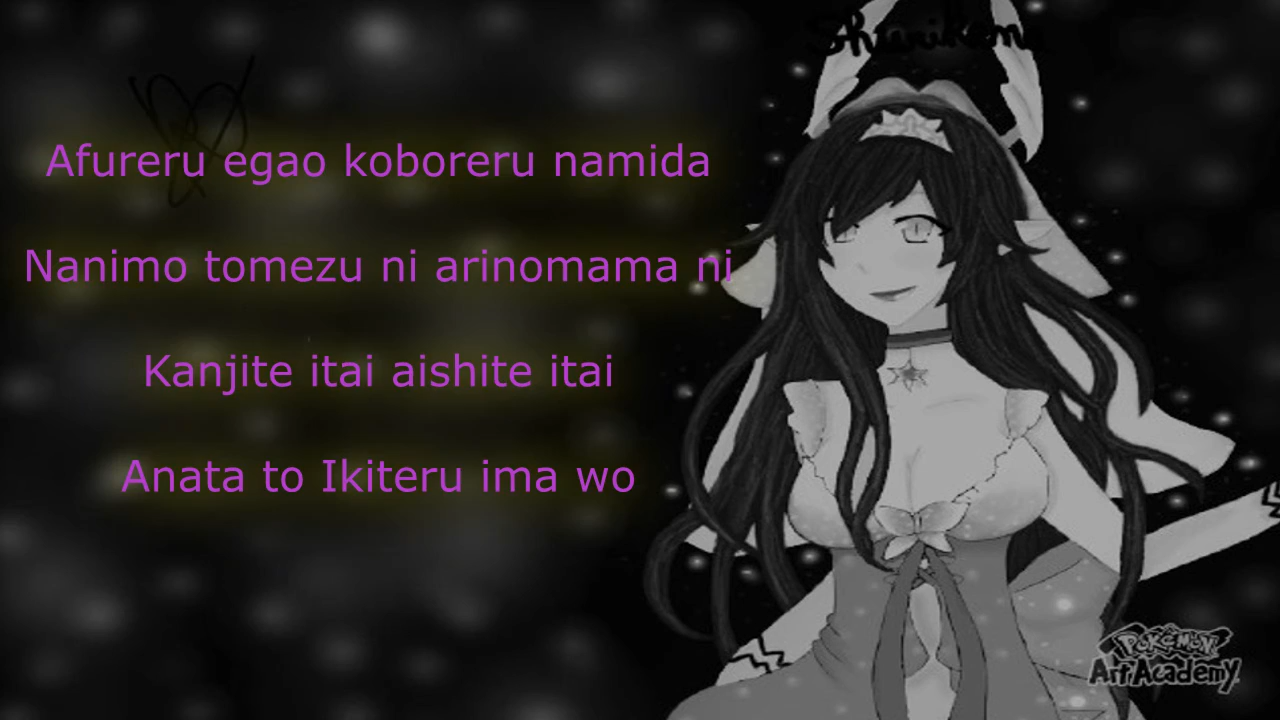 Shurikema
Afureru egao koboreru namida
Nanimo tomezu ni arinomama ni
Kanjite itai aishite itai
Anata to Ikiteru ima wo
POKéMON
Art Academy